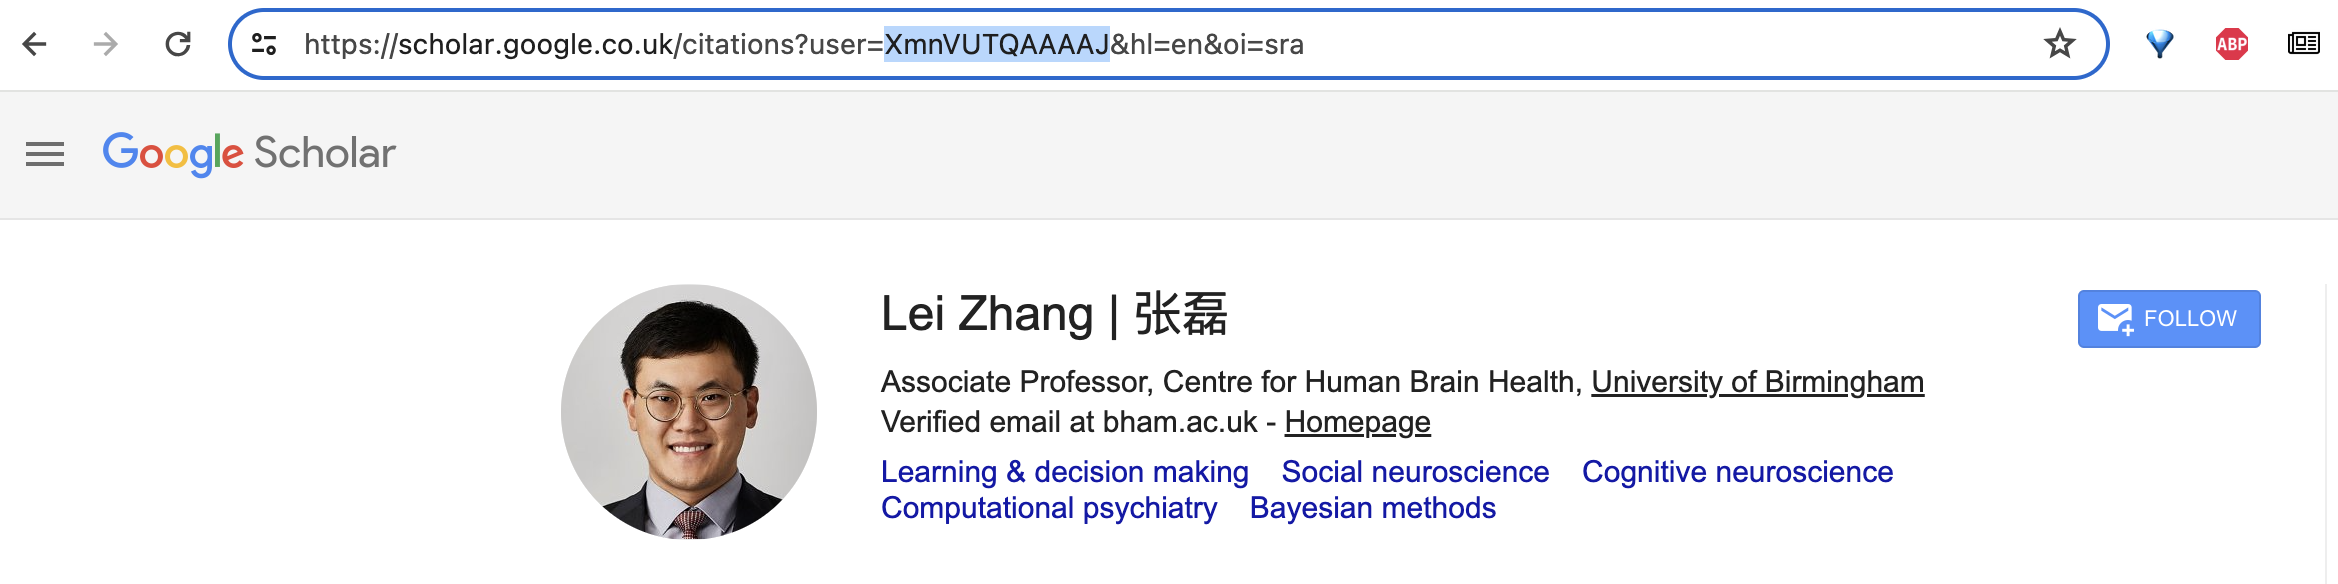 https://scholar.google.co.uk/citations?user=XmnVUTQAAAAJ&hl=en&oi=sra
ABP
Google Scholar
Lei Zhang | 张磊
FOLLOW
Associate Professor, Centre for Human Brain Health, University of Birmingham
Verified email at bham.ac.uk - Homepage
Learning & decision making Social neuroscience Cognitive neuroscience
Computational psychiatry Bayesian methods